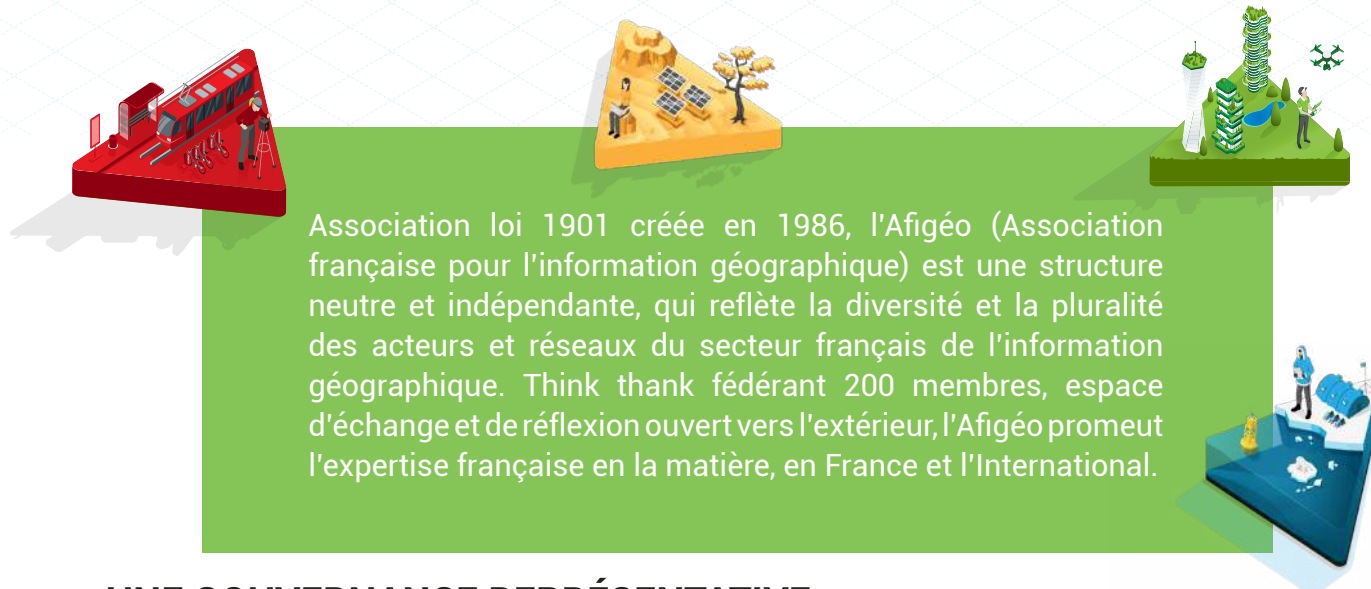 Association loi 1901 créée en 1986, l'Afigéo (Association
française pour l'information géographique) est une structure
neutre et indépendante, qui reflète la diversité et la pluralité
des acteurs et réseaux du secteur français de l'information
géographique. Think thank fédérant 200 membres, espace
d'échange et de réflexion ouvert vers l'extérieur, l'Afigéo promeut
l'expertise française en la matière, en France et l'International.
UNE GOUVERNANCE REPRÉSENTATIVE